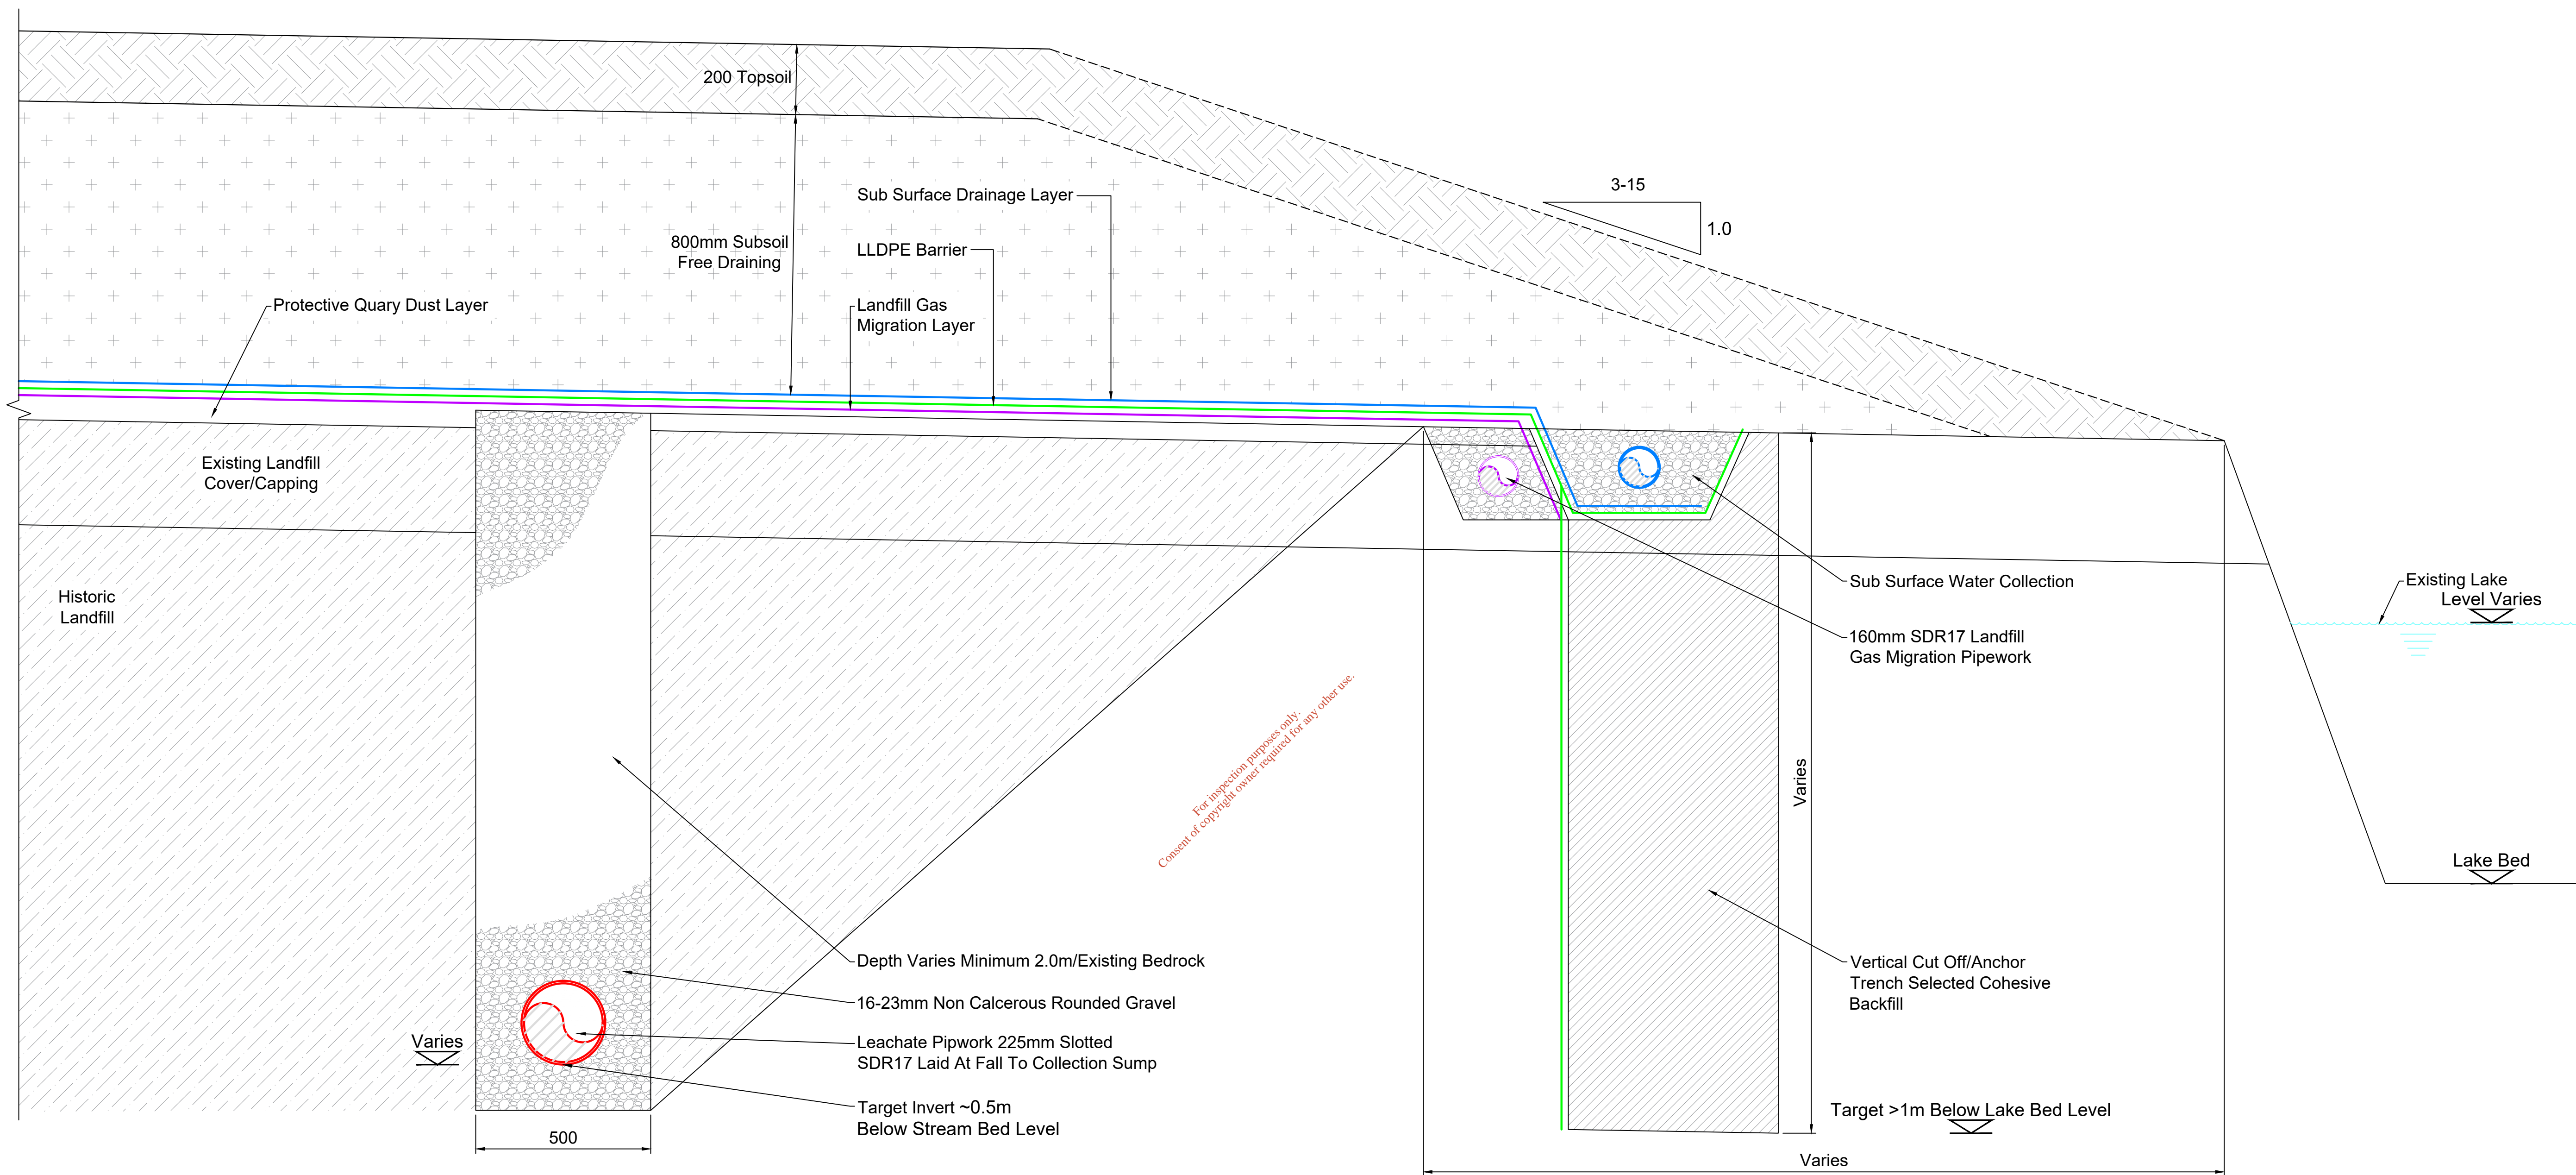 200 Topsoil
3-15
1.0
Sub Surface Drainage Layer
800mm Subsoil
Free Draining
LLDPE Barrier
Protective Quary Dust Layer
Landfill Gas
Migration Layer
Existing Landfill
Cover/Capping
Historic
Landfill
Sub Surface Water Collection
Existing Lake
Level Varies
160mm SDR17 Landfill
Gas Migration Pipework
For inspection purposes only.
Consent of copyright owner required for any other use.
Varies
Lake Bed
Depth Varies Minimum 2.0m/Existing Bedrock
16-23mm Non Calcerous Rounded Gravel
Vertical Cut Off/Anchor
Trench Selected Cohesive
Backfill
Varies
Leachate Pipwork 225mm Slotted
SDR17 Laid At Fall To Collection Sump
Target Invert ~0.5m
Below Stream Bed Level
Target >1m Below Lake Bed Level
500
Varies